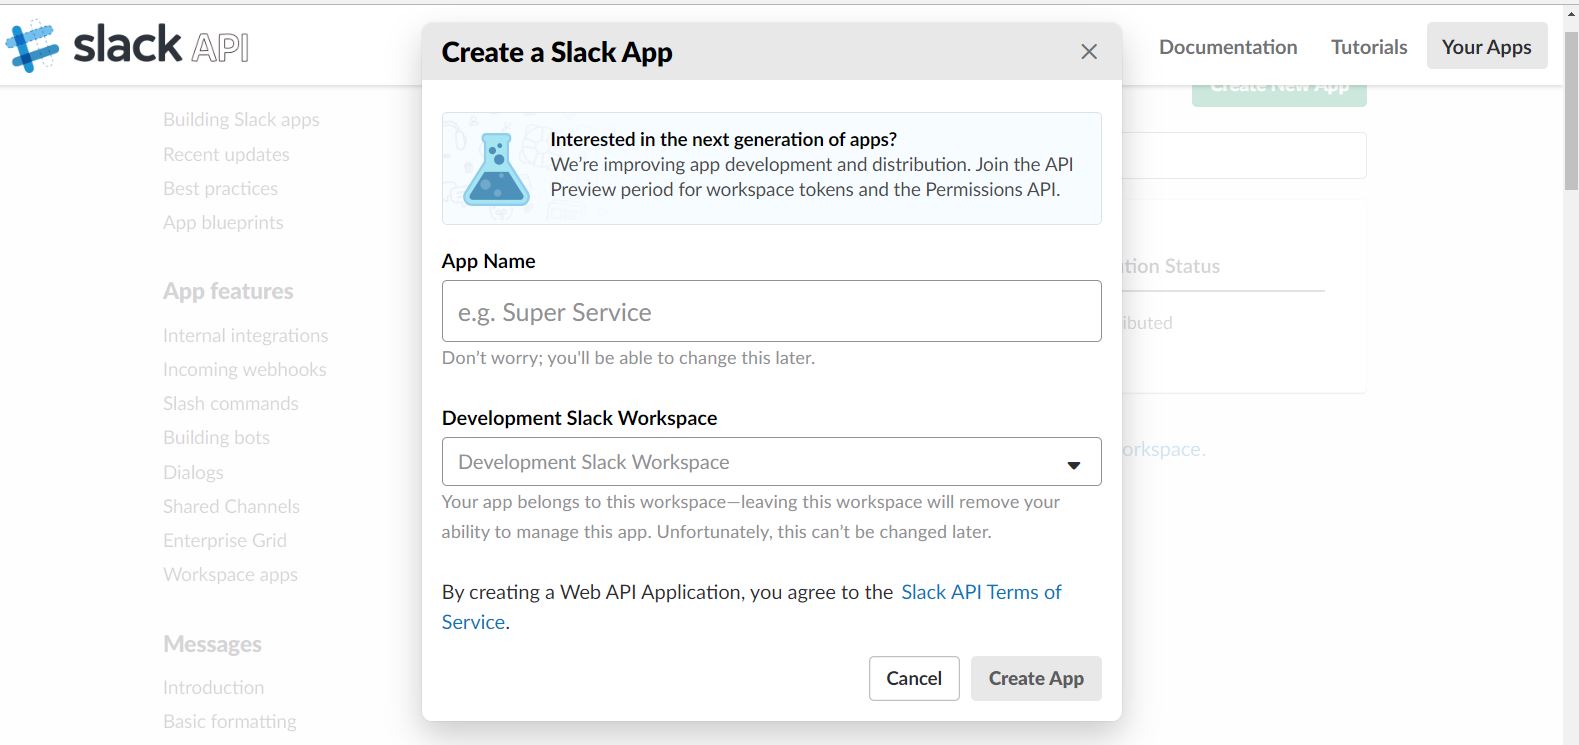 slack API
Documentation
Tutorials
Your Apps
Create New App
Building Slack apps
Recent updates
Best practices
App blueprints
App features
Internal integrations
Incoming webhooks
Slash commands
Building bots
Dialogs
Shared Channels
Enterprise Grid
Workspace apps
Messages
Introduction
Basic formatting
Create a Slack App
Interested in the next generation of apps?
We’re improving app development and distribution. Join the API
Preview period for workspace tokens and the Permissions API.
App Name
e.g. Super Service
Don’t worry; you'll be able to change this later.
Development Slack Workspace
Development Slack Workspace
Your app belongs to this workspace—leaving this workspace will remove your
ability to manage this app. Unfortunately, this can’t be changed later.
By creating a Web API Application, you agree to the Slack API Terms of
Service.
Cancel
Create App
Status